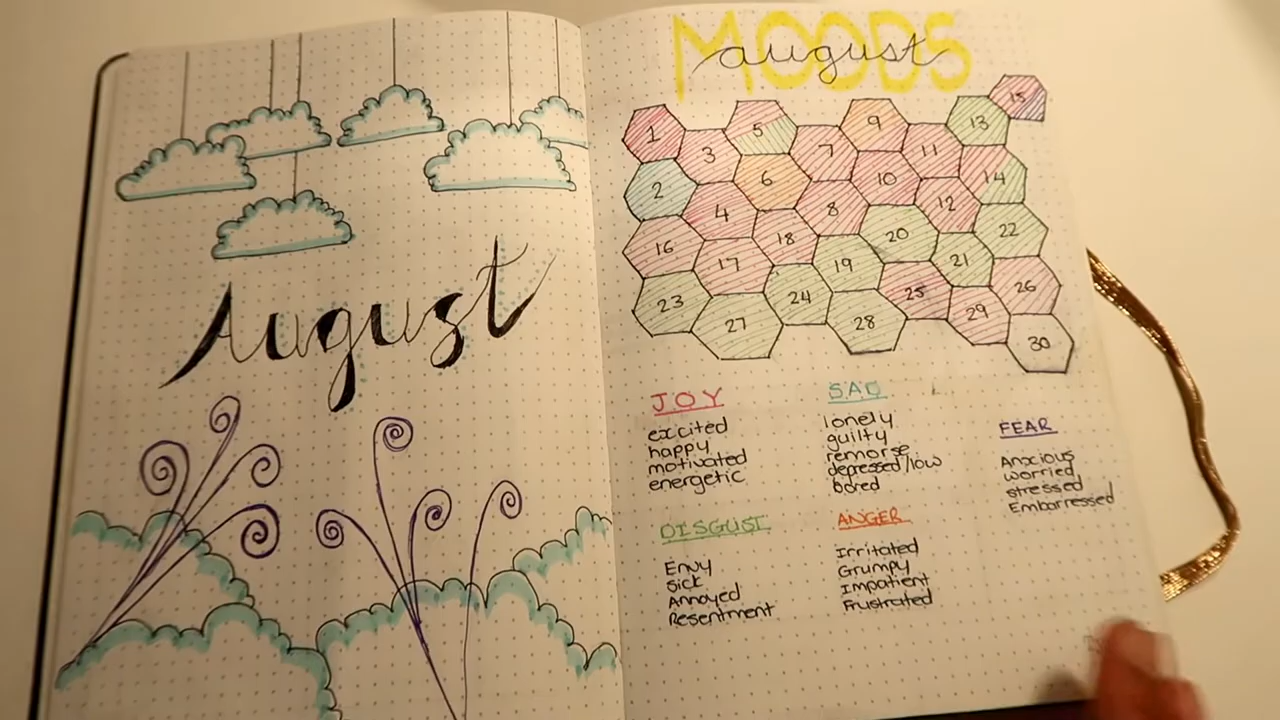 August
MOODS
august
1
2
3
4
5
6
7
8
9
10
11
12
13
14
15
16
17
18
19
20
21
22
23
24
25
26
27
28
29
30
JOY
excited
happy
motivated
energetic
SAD
lonely
guilty
remorse
depressed/low
bored
FEAR
Anxious
worried
stressed
Embarressed
DISGUST
Envy
Sick
Annoyed
Resentment
ANGER
Irritated
Grumpy
Impatient
Frustrated